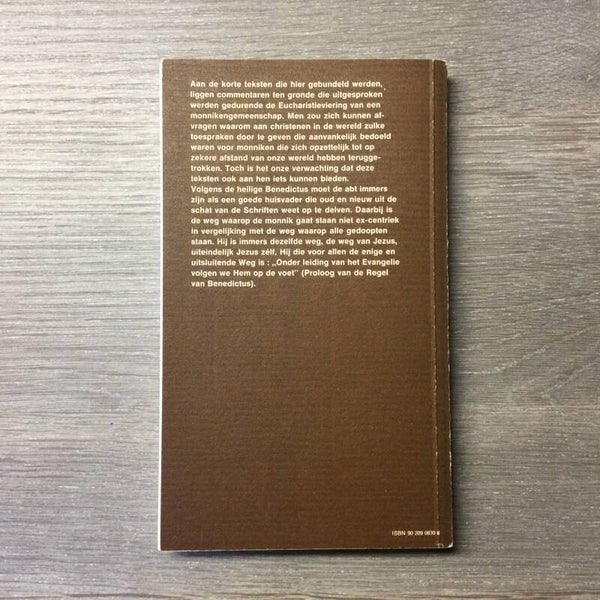 Aan de korte teksten die hier gebundeld werden,
liggen commentaren ten gronde die uitgesproken
werden gedurende de Eucharistieviering van een
monnikengemeenschap. Men zou zich kunnen af-
vragen waarom aan christenen in de wereld zulke
toespraken door te geven die aanvankelijk bedoeld
waren voor monniken die zich opzettelijk tot op
zekere afstand van onze wereld hebben terugge-
trokken. Toch is het onze verwachting dat deze
teksten ook aan hen iets kunnen bieden.
Volgens de heilige Benedictus moet de abt immers
zijn als een goede huisvader die oud en nieuw uit de
schat van de Schriften weet op te delven. Daarbij is
de weg waarop de monnik gaat staan niet ex-centriek
in vergelijking met de weg waarop alle gedoopten
staan. Hij is immers dezelfde weg, de weg van Jezus,
uiteindelijk Jezus zélf, Hij die voor allen de enige en
uitsluitende Weg is : „Onder leiding van het Evangelie
volgen we Hem op de voet” (Proloog van de Regel
van Benedictus).
ISBN 90 209 0830 8